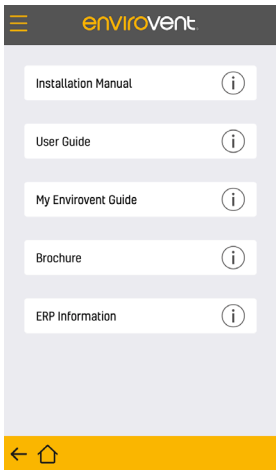 envirovent
Installation Manual
User Guide
My Envirovent Guide
Brochure
ERP Information